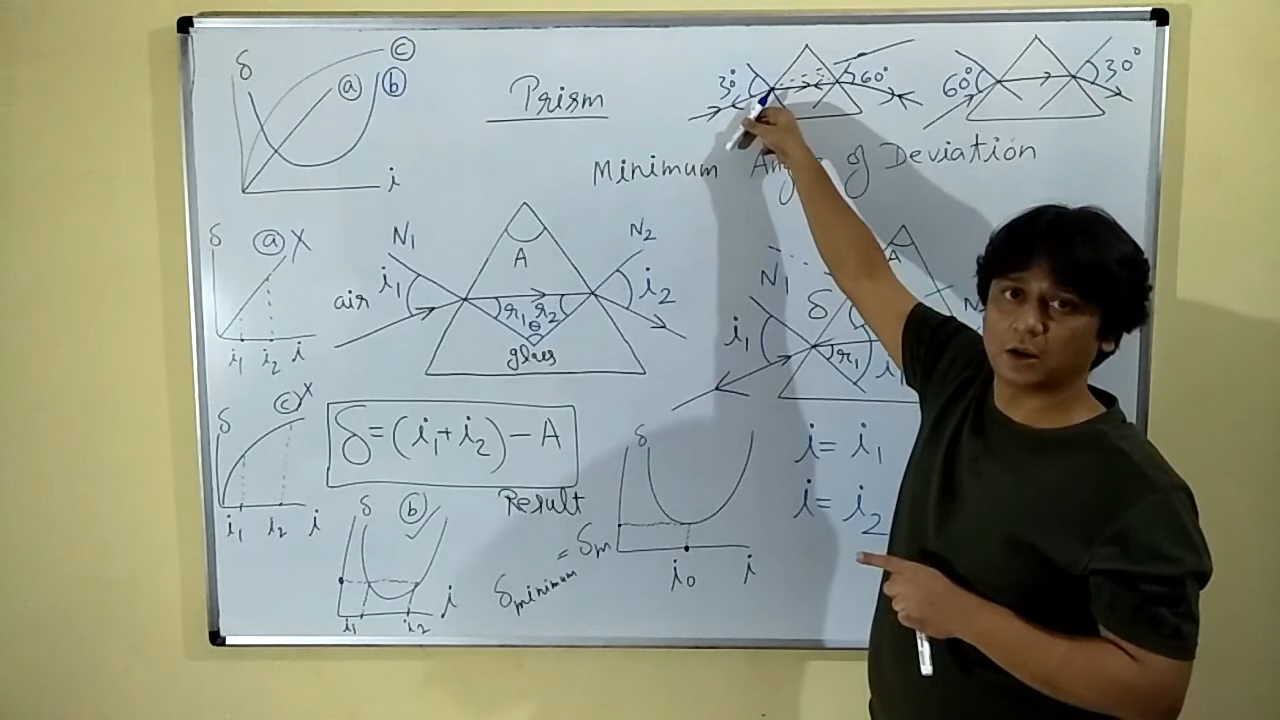 δ
a
b
c
i
Prism
30°
60°
60°
30°
Minimum Angle of Deviation
δ
a X
i₁ i₂ i
air
i₁
N₁
A
N₂
i₂
r₁ r₂
θ
glass
N₁
δ
A
i₁
r₁
δ
c X
i₁ i₂ i
δ=(i₁+i₂)-A
Result
δ
b ✓
i₁ i₂ i
δminimum = δm
δ
i₀ i
i = i₁
i = i₂